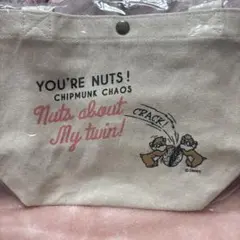 YOU'RE NUTS!
CHIPMUNK CHAOS
Nuts about
My twin!
CRACK!